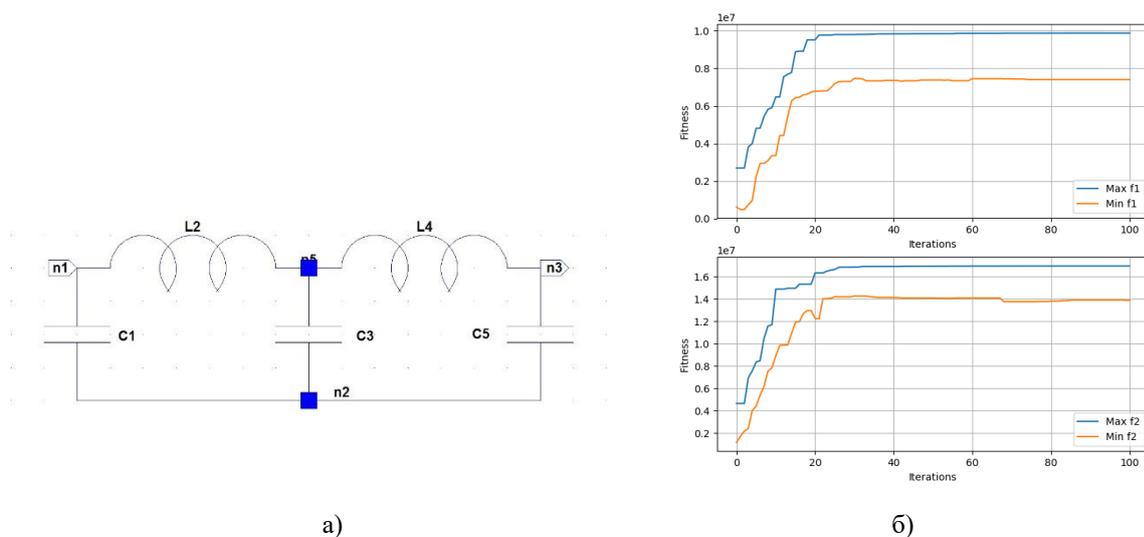 L2
L4
n1
n5
n3
C1
C3
C5
n2
1e7
1.0
0.8
0.6
0.4
0.2
0.0
Fitness
Max f1
Min f1
0 20 40 60 80 100
Iterations
1e7
1.6
1.4
1.2
1.0
0.8
0.6
0.4
0.2
Fitness
Max f2
Min f2
0 20 40 60 80 100
Iterations
а) б)